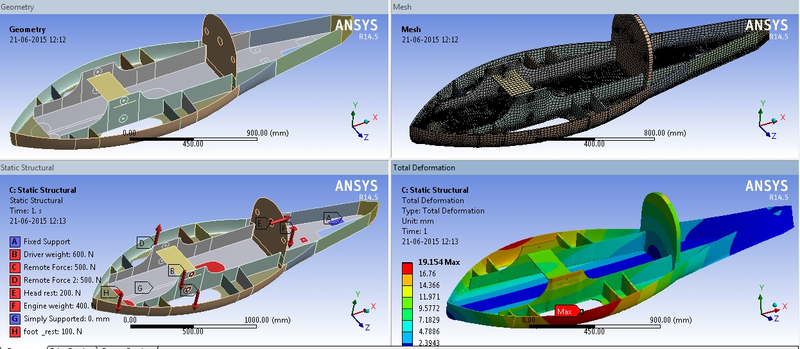 Geometry
Geometry
21-06-2015 12:12
ANSYS
R14.5
Y
X
Z
0.00
900.00 (mm)
450.00
Mesh
Mesh
21-06-2015 12:12
ANSYS
R14.5
Y
X
Z
0.00
800.00 (mm)
400.00
Static Structural
C: Static Structural
Static Structural
Time: 1. s
21-06-2015 12:13
A Fixed Support
B Driver weight: 600. N
C Remote Force: 500. N
D Remote Force 2: 500. N
E Head rest: 200. N
F Engine weight: 400.
G Simply Supported: 0. mm
H foot _rest: 100. N
ANSYS
R14.5
D
E
A
B
G
H
Y
X
Z
0.00
1000.00 (mm)
500.00
Total Deformation
C: Static Structural
Total Deformation
Type: Total Deformation
Unit: mm
Time: 1
21-06-2015 12:13
19.154 Max
16.76
14.366
11.971
9.5772
7.1829
4.7886
2.3943
ANSYS
R14.5
Max
Y
X
Z
0.00
900.00 (mm)
450.00